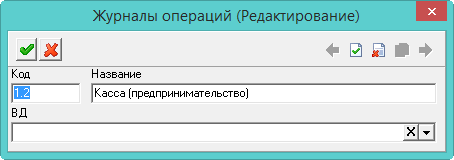 Журналы операций (Редактирование)
Код Название
1.2 Касса (предпринимательство)
ВД